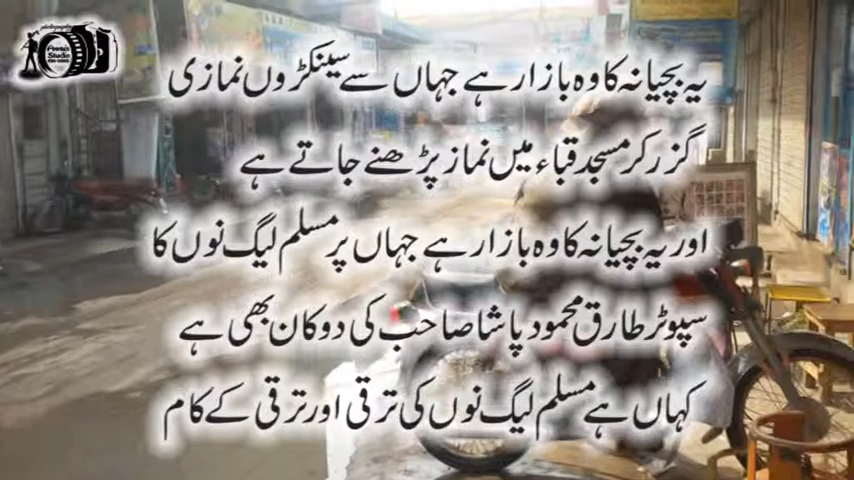 یہ بچیانہ کا وہ بازار ہے جہاں سے سینکڑوں نمازی
گزر کر مسجد قباء میں نماز پڑھنے جاتے ہے
اور یہ بچیانہ کا وہ بازار ہے جہاں پر مسلم لیگ نوں کا
سپوٹر طارق محمود پاشا صاحب کی دوکان بھی ہے
کہاں ہے مسلم لیگ نوں کی ترقی اور ترقی کے کام